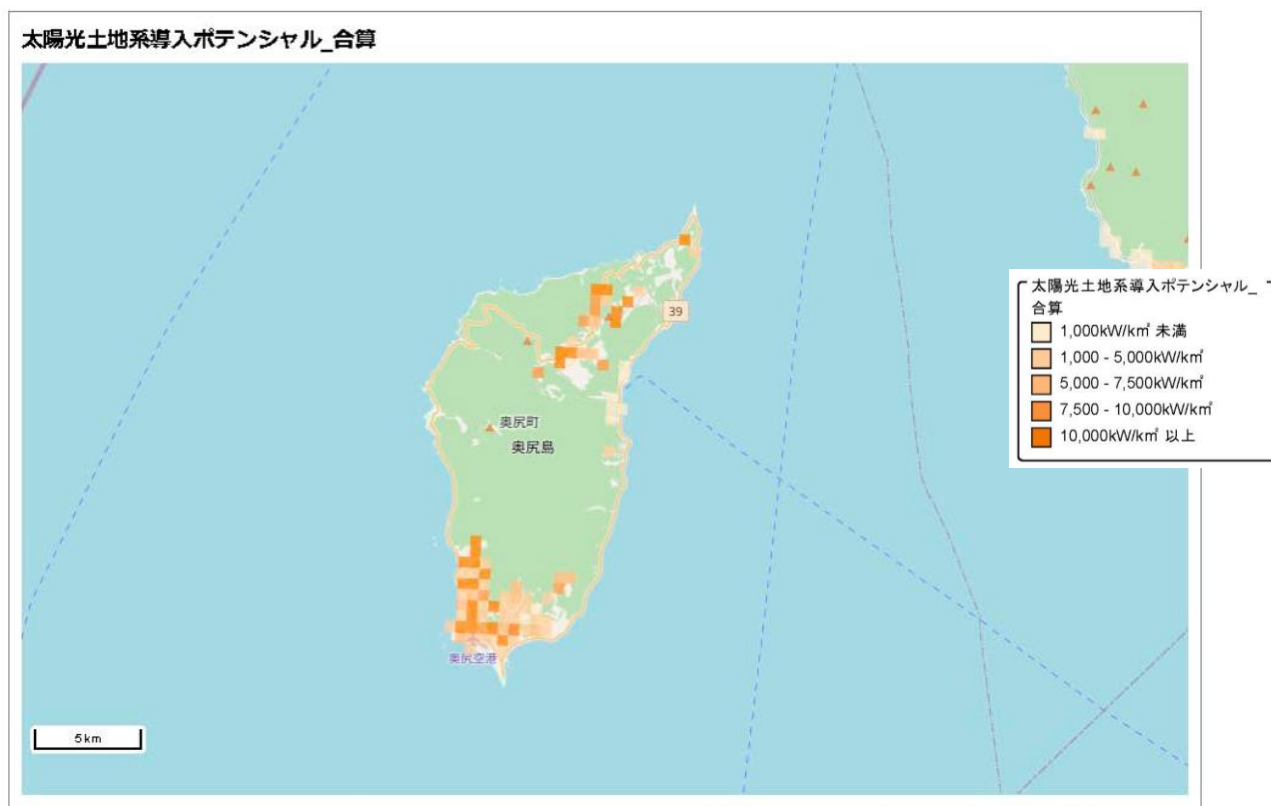 太陽光土地系導入ポテンシャル_合算
39
奥尻町
奥尻島
奥尻空港
5km
太陽光土地系導入ポテンシャル_
合算
1,000kW/k㎡ 未満
1,000 - 5,000kW/k㎡
5,000 - 7,500kW/k㎡
7,500 - 10,000kW/k㎡
10,000kW/k㎡ 以上